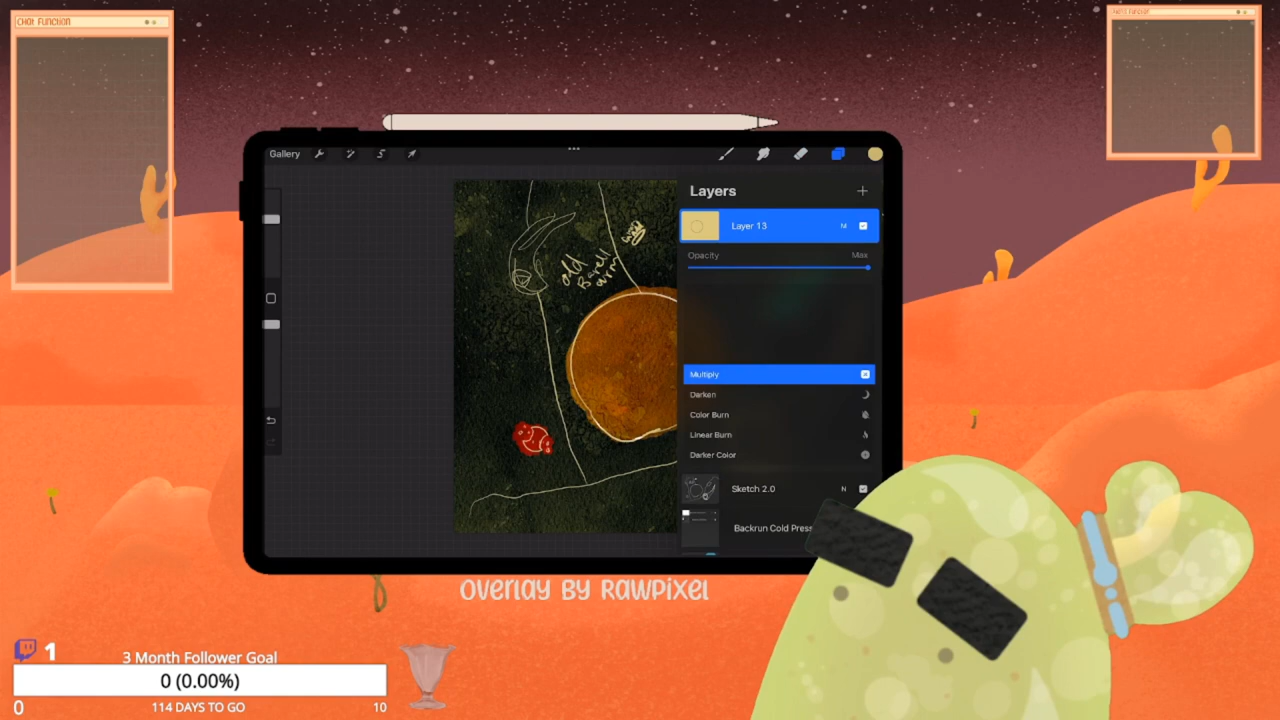 Chat Function
Gallery
Layers
Layer 13
M
Opacity
Max
Multiply
Darken
Color Burn
Linear Burn
Darker Color
Sketch 2.0
N
Backrun Cold Press
old
Barell
arm
Overlay by Rawpixel
1
3 Month Follower Goal
0 (0.00%)
0
114 DAYS TO GO
10